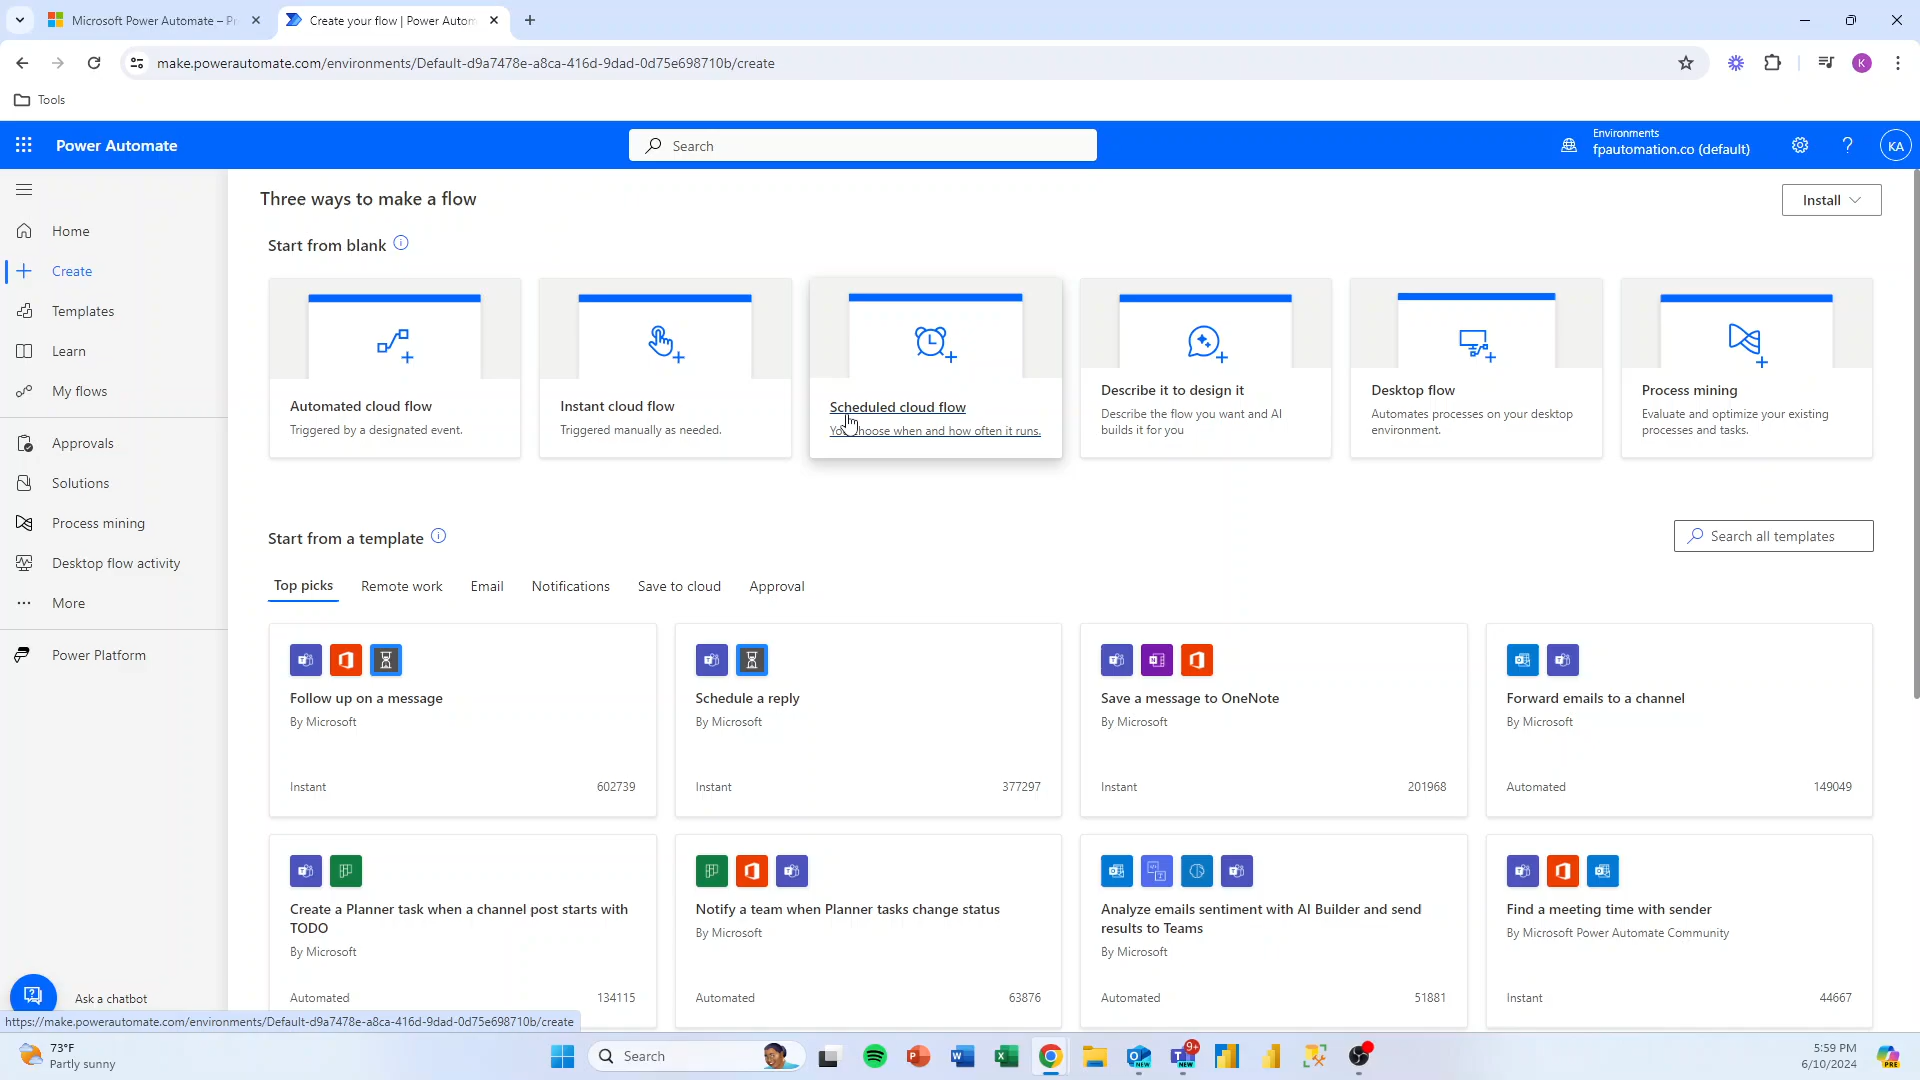 Microsoft Power Automate – Pr
Create your flow | Power Autom
make.powerautomate.com/environments/Default-d9a7478e-a8ca-416d-9dad-0d75e698710b/create
K
Tools
Power Automate
Search
Environments
fpautomation.co (default)
?
KA
Home
Create
Templates
Learn
My flows
Approvals
Solutions
Process mining
Desktop flow activity
More
Power Platform
Ask a chatbot
Three ways to make a flow
Install
Start from blank
Automated cloud flow
Triggered by a designated event.
Instant cloud flow
Triggered manually as needed.
Scheduled cloud flow
You choose when and how often it runs.
Describe it to design it
Describe the flow you want and AI
builds it for you
Desktop flow
Automates processes on your desktop
environment.
Process mining
Evaluate and optimize your existing
processes and tasks.
Start from a template
Search all templates
Top picks
Remote work
Email
Notifications
Save to cloud
Approval
Follow up on a message
By Microsoft
Instant
602739
Schedule a reply
By Microsoft
Instant
377297
Save a message to OneNote
By Microsoft
Instant
201968
Forward emails to a channel
By Microsoft
Automated
149049
Create a Planner task when a channel post starts with
TODO
By Microsoft
Automated
134115
Notify a team when Planner tasks change status
By Microsoft
Automated
63876
Analyze emails sentiment with AI Builder and send
results to Teams
By Microsoft
Automated
51881
Find a meeting time with sender
By Microsoft Power Automate Community
Instant
44667
https://make.powerautomate.com/environments/Default-d9a7478e-a8ca-416d-9dad-0d75e698710b/create
73°F
Partly sunny
Search
NEW
9+
NEW
5:59 PM
6/10/2024
PRE